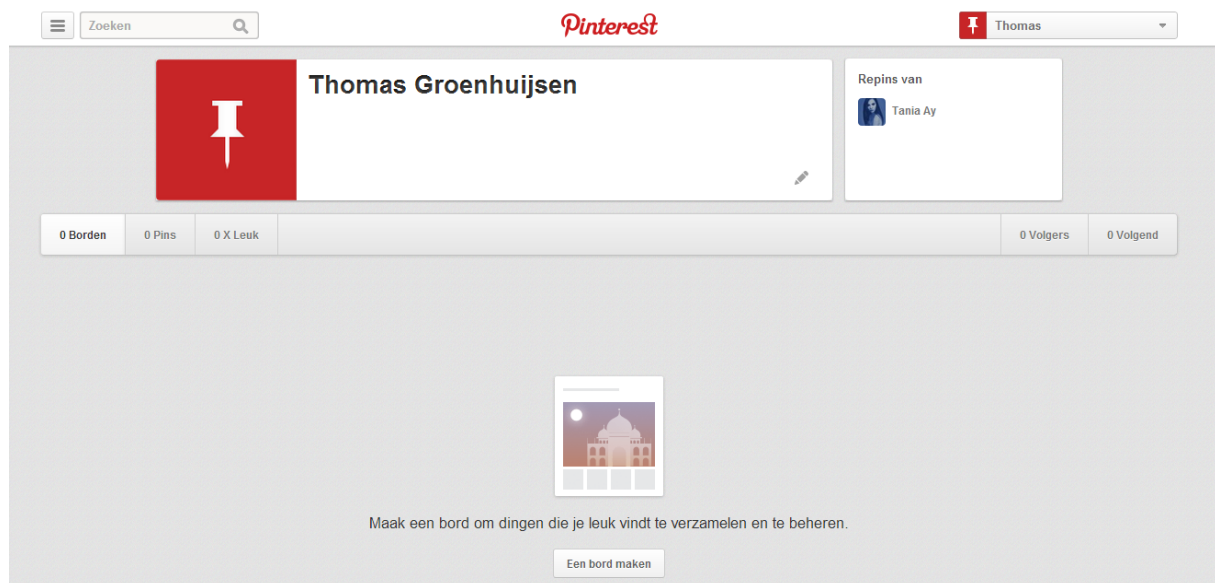 Zoeken
Pinterest
Thomas
Thomas Groenhuijsen
Repins van
Tania Ay
0 Borden
0 Pins
0 X Leuk
0 Volgers
0 Volgend
Maak een bord om dingen die je leuk vindt te verzamelen en te beheren.
Een bord maken